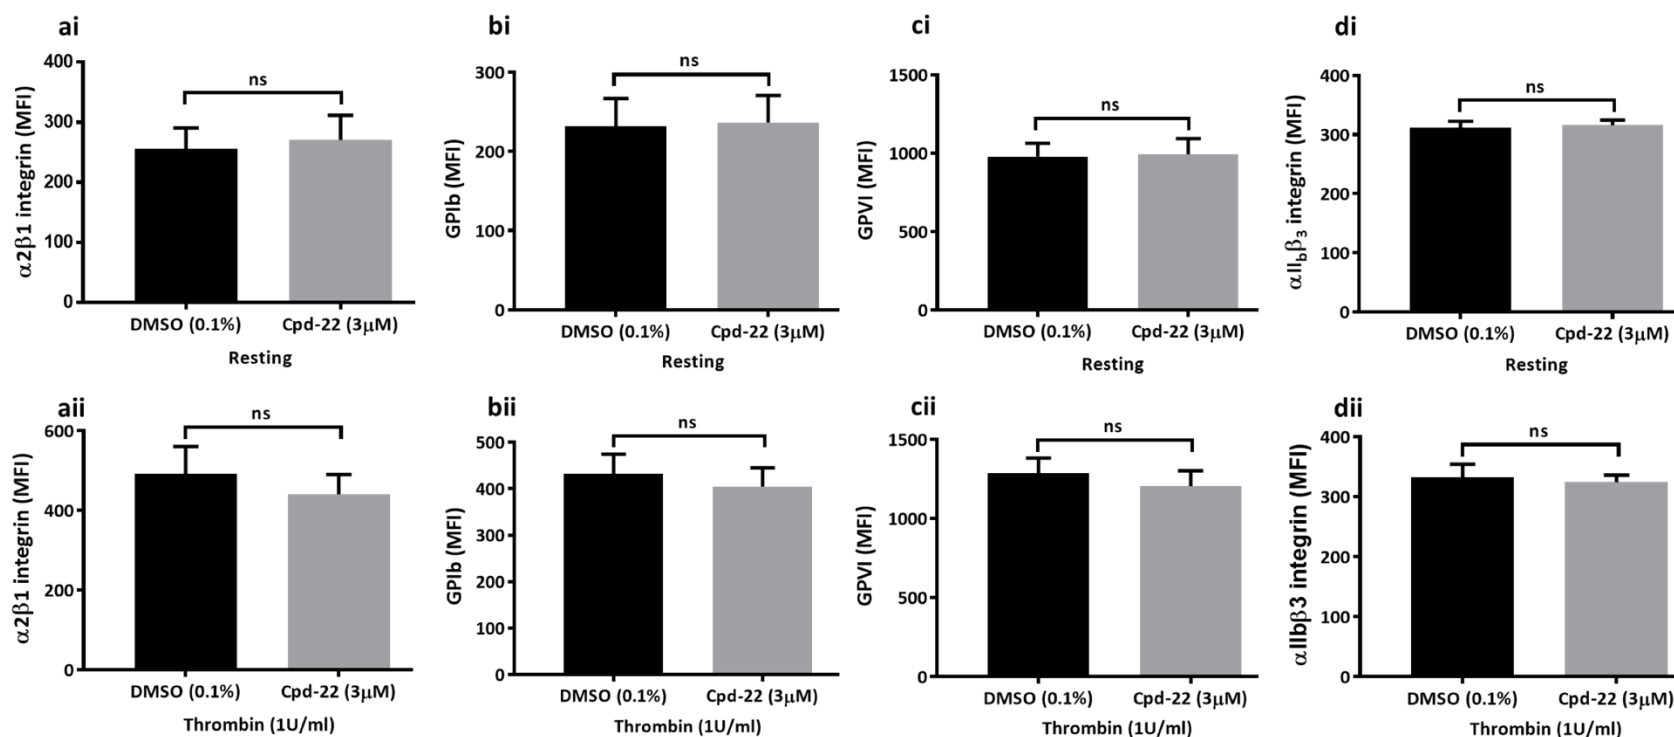 ai
α2β1 integrin (MFI)
400
300
200
100
0
ns
DMSO (0.1%)
Cpd-22 (3μM)
Resting
bi
GPIb (MFI)
300
200
100
0
ns
DMSO (0.1%)
Cpd-22 (3μM)
Resting
ci
GPVI (MFI)
1500
1000
500
0
ns
DMSO (0.1%)
Cpd-22 (3μM)
Resting
di
αIIbβ3 integrin (MFI)
400
300
200
100
0
ns
DMSO (0.1%)
Cpd-22 (3μM)
Resting
aii
α2β1 integrin (MFI)
600
400
200
0
ns
DMSO (0.1%)
Cpd-22 (3μM)
Thrombin (1U/ml)
bii
GPIb (MFI)
500
400
300
200
100
0
ns
DMSO (0.1%)
Cpd-22 (3μM)
Thrombin (1U/ml)
cii
GPVI (MFI)
1500
1000
500
0
ns
DMSO (0.1%)
Cpd-22 (3μM)
Thrombin (1U/ml)
dii
αIIbβ3 integrin (MFI)
400
300
200
100
0
ns
DMSO (0.1%)
Cpd-22 (3μM)
Thrombin (1U/ml)